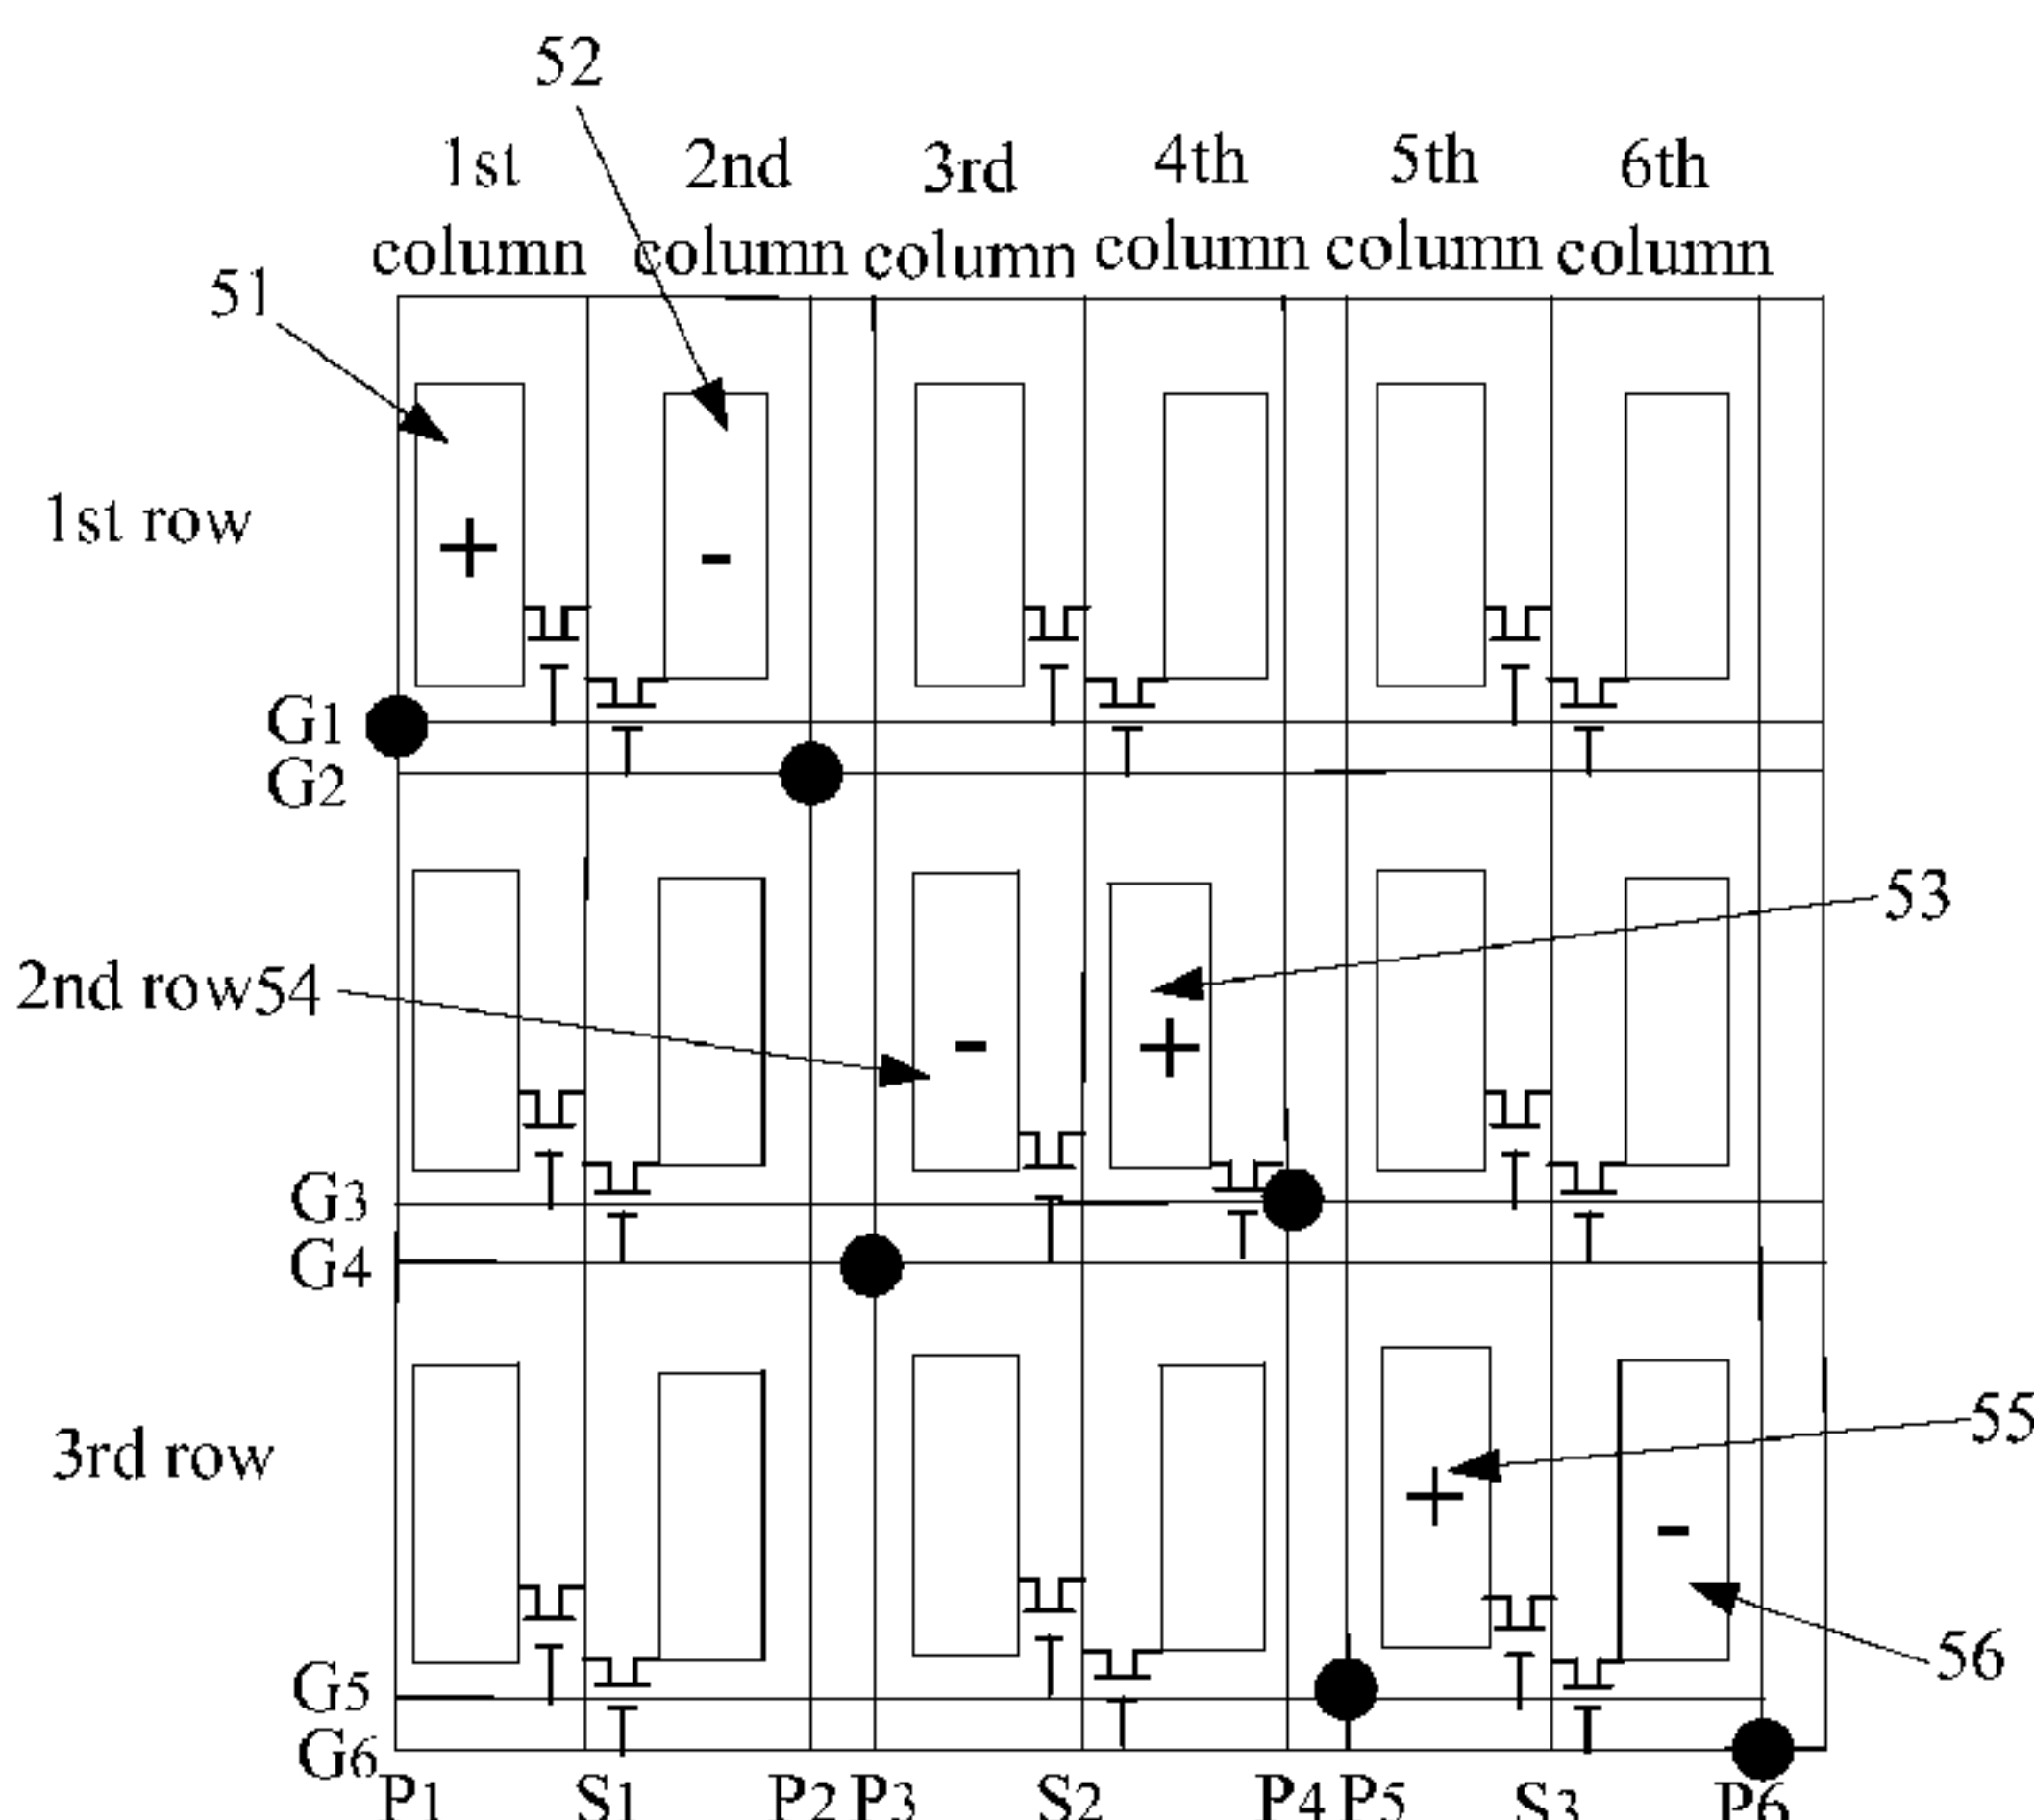 52
1st column
2nd column
3rd column
4th column
5th column
6th column
51
+
-
1st row
G1
G2
53
2nd row54
-
+
G3
G4
55
3rd row
+
-
56
G5
G6
P1 S1 P2 P3 S2 P4 P5 S3 P6